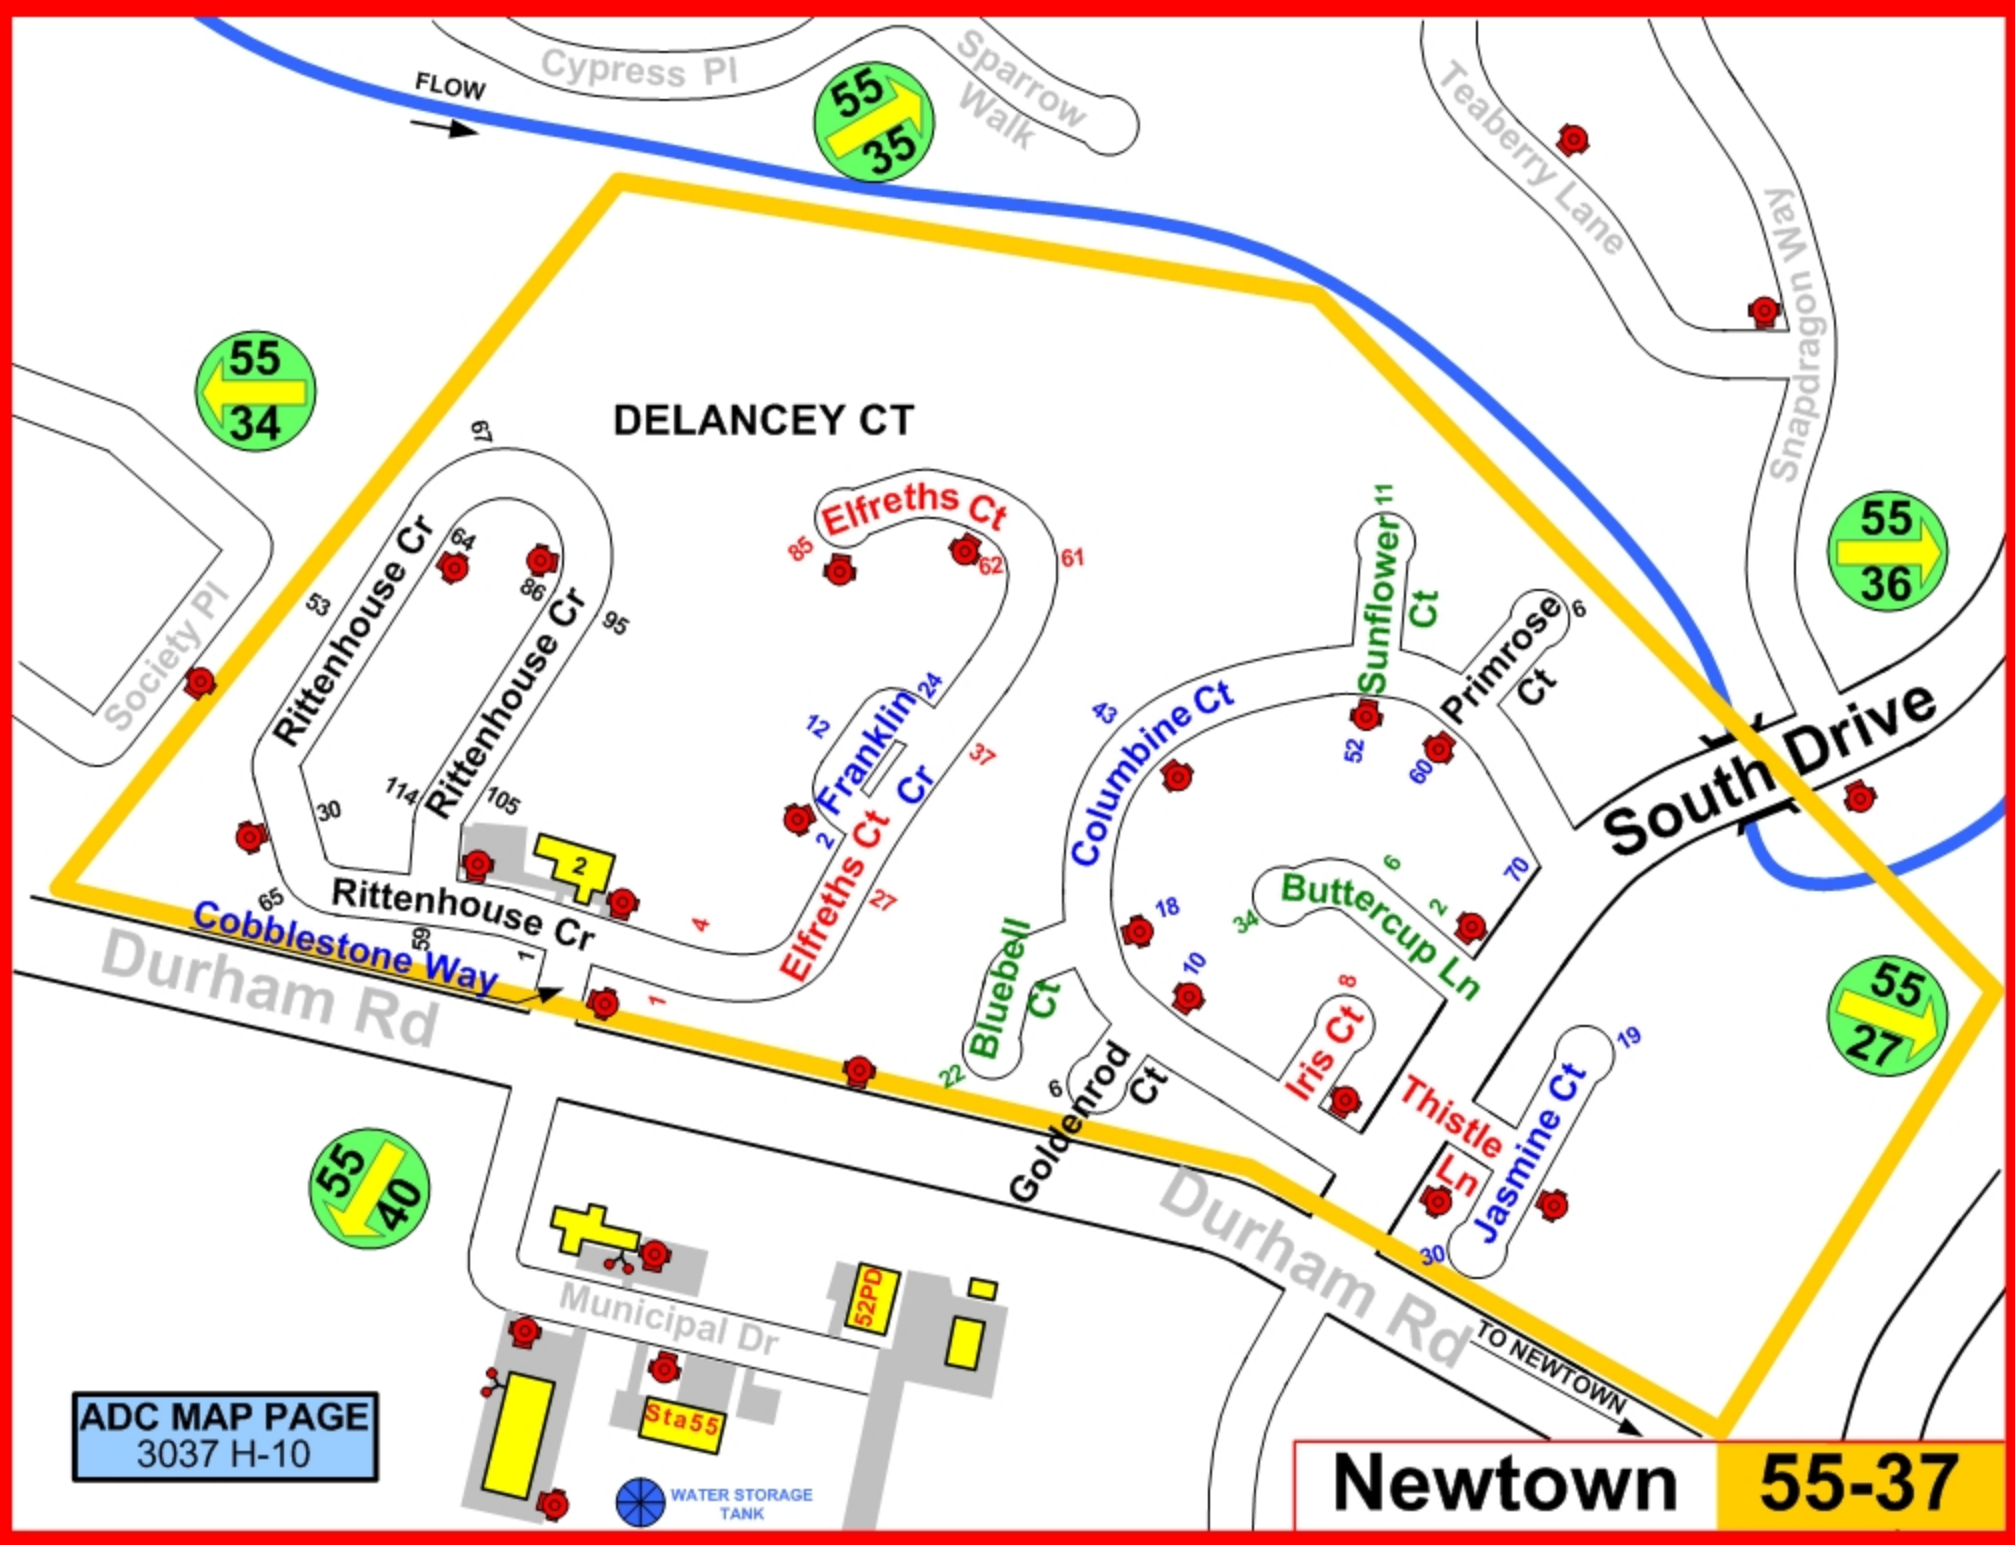 FLOW
Cypress Pl
Sparrow
Walk
55
35
Teaberry Lane
Snapdragon Way
55
34
DELANCEY CT
67
Rittenhouse Cr
64
86
53
95
Rittenhouse Cr
Society Pl
Elfreths Ct
85
62
61
11
Sunflower
Ct
Primrose
Ct
6
55
36
South Drive
24
12
Franklin
Cr
37
2
43
Columbine Ct
52
60
70
114
105
30
2
65
Rittenhouse Cr
59
1
4
1
Elfreths Ct
27
Cobblestone Way
Durham Rd
18
10
34
Buttercup Ln
6
2
Bluebell
Ct
22
Goldenrod
Ct
6
Iris Ct
8
Thistle
Ln
Jasmine Ct
19
30
55
27
55
40
Durham Rd
TO NEWTOWN
Municipal Dr
52PD
Sta55
WATER STORAGE
TANK
ADC MAP PAGE
3037 H-10
Newtown
55-37